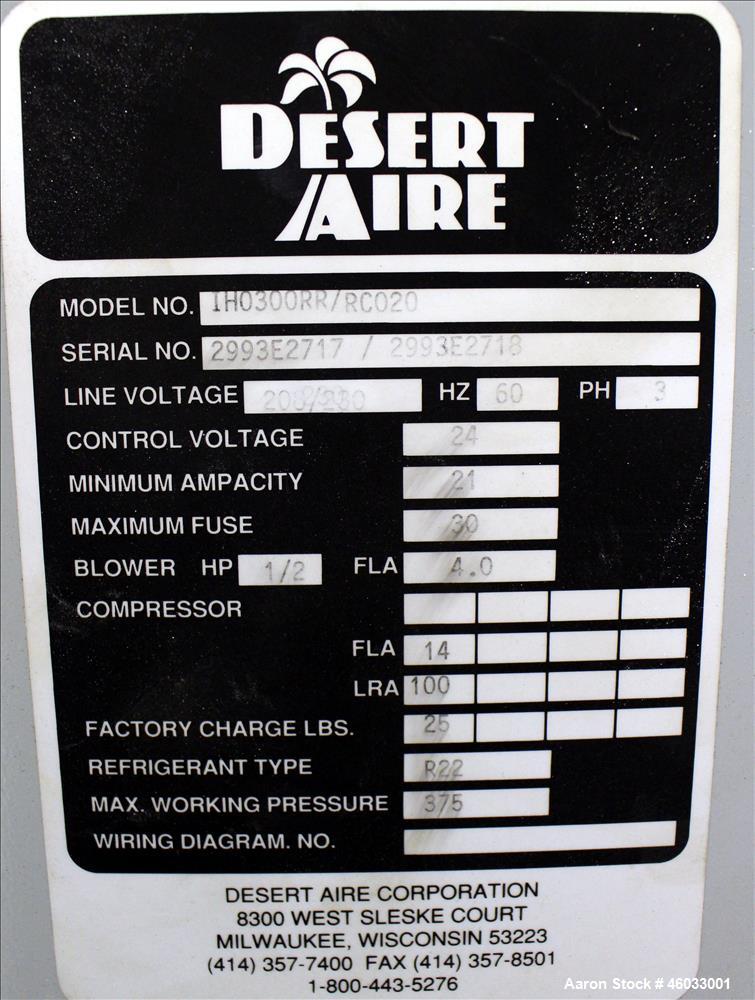 DESERT
AIRE
MODEL NO. IH0300RR/RC020
SERIAL NO. 2993E2717 / 2993E2718
LINE VOLTAGE 208/230 HZ 60 PH 3
CONTROL VOLTAGE 24
MINIMUM AMPACITY 21
MAXIMUM FUSE 30
BLOWER HP 1/2 FLA 4.0
COMPRESSOR
FLA 14
LRA 100
FACTORY CHARGE LBS. 25
REFRIGERANT TYPE R22
MAX. WORKING PRESSURE 375
WIRING DIAGRAM. NO.
DESERT AIRE CORPORATION
8300 WEST SLESKE COURT
MILWAUKEE, WISCONSIN 53223
(414) 357-7400 FAX (414) 357-8501
1-800-443-5276
Aaron Stock # 46033001